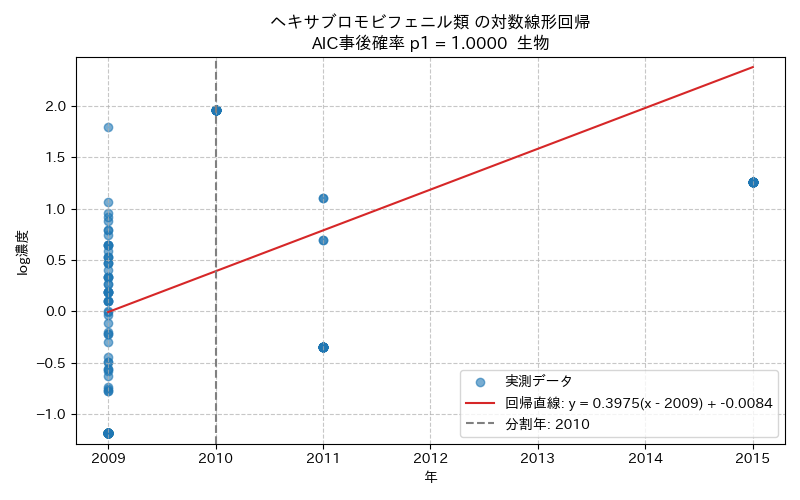 ヘキサブロモビフェニル類 の対数線形回帰
AIC事後確率 p1 = 1.0000  生物
log濃度
2.0
1.5
1.0
0.5
0.0
−0.5
−1.0
実測データ
回帰直線: y = 0.3975(x - 2009) + -0.0084
分割年: 2010
2009 2010 2011 2012 2013 2014 2015
年